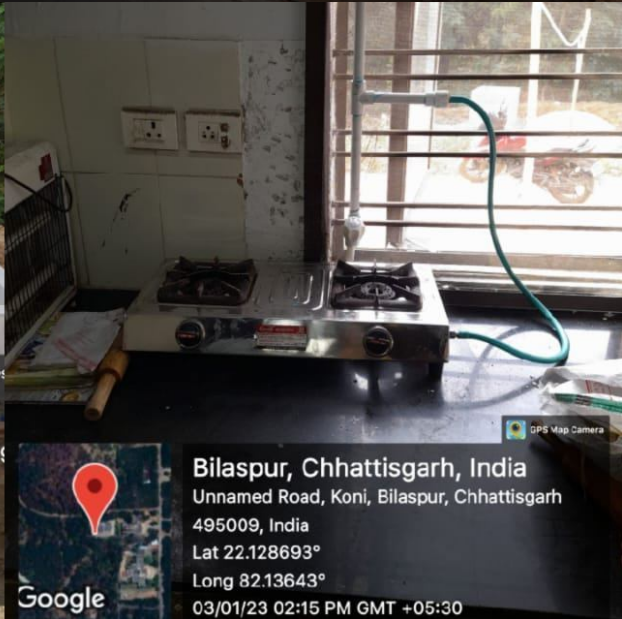 GPS Map Camera
Bilaspur, Chhattisgarh, India
Unnamed Road, Koni, Bilaspur, Chhattisgarh
495009, India
Lat 22.128693°
Long 82.13643°
03/01/23 02:15 PM GMT +05:30
Google